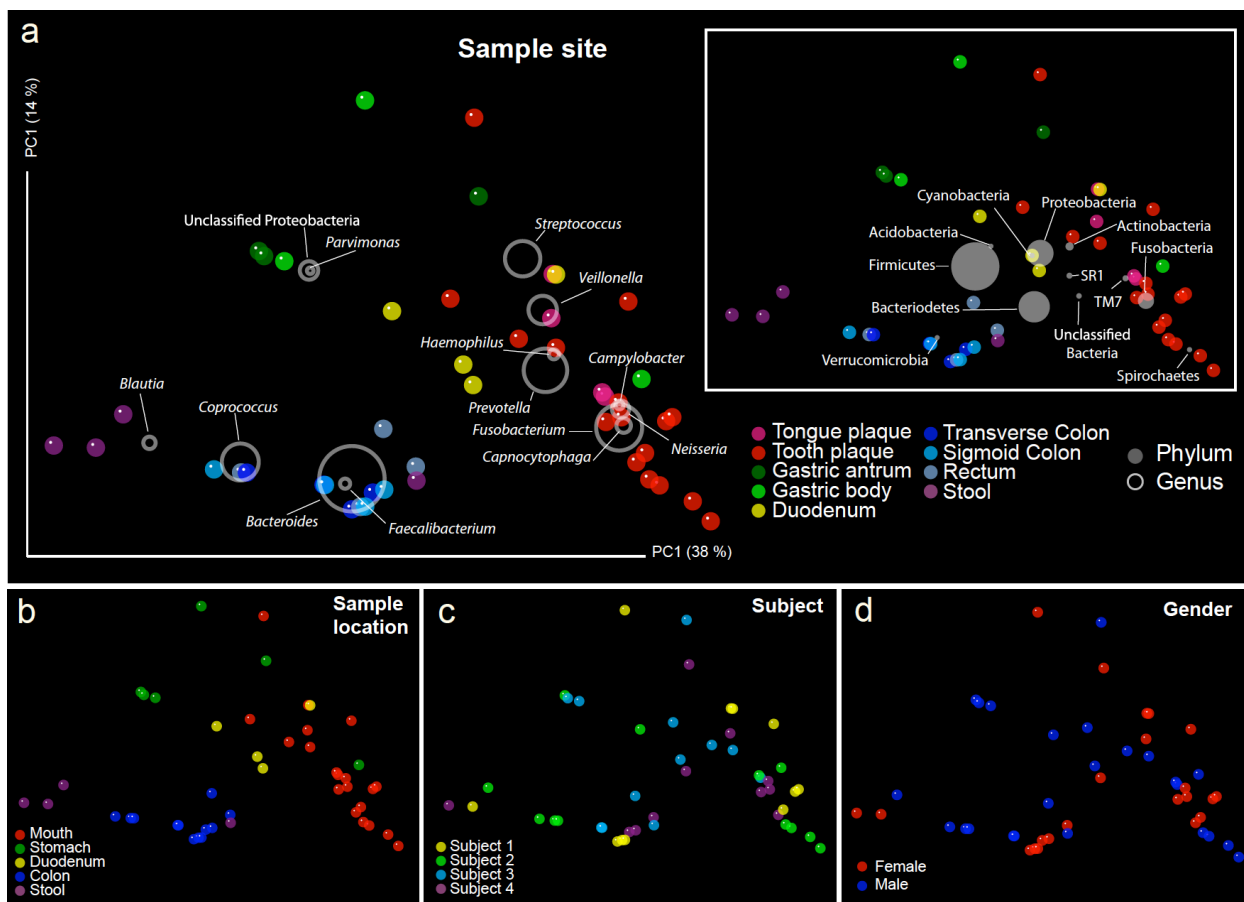 a
Sample site
PC1 (14 %)
Unclassified Proteobacteria
Parvimonas
Streptococcus
Veillonella
Haemophilus
Campylobacter
Blautia
Prevotella
Coprococcus
Fusobacterium
Neisseria
Capnocytophaga
Bacteroides
Faecalibacterium
PC1 (38 %)
Cyanobacteria
Proteobacteria
Acidobacteria
Actinobacteria
Firmicutes
Fusobacteria
SR1
Bacteriodetes
TM7
Unclassified
Bacteria
Verrucomicrobia
Spirochaetes
Tongue plaque
Tooth plaque
Gastric antrum
Gastric body
Duodenum
Transverse Colon
Sigmoid Colon
Rectum
Stool
Phylum
Genus
b
Sample
location
Mouth
Stomach
Duodenum
Colon
Stool
c
Subject
Subject 1
Subject 2
Subject 3
Subject 4
d
Gender
Female
Male